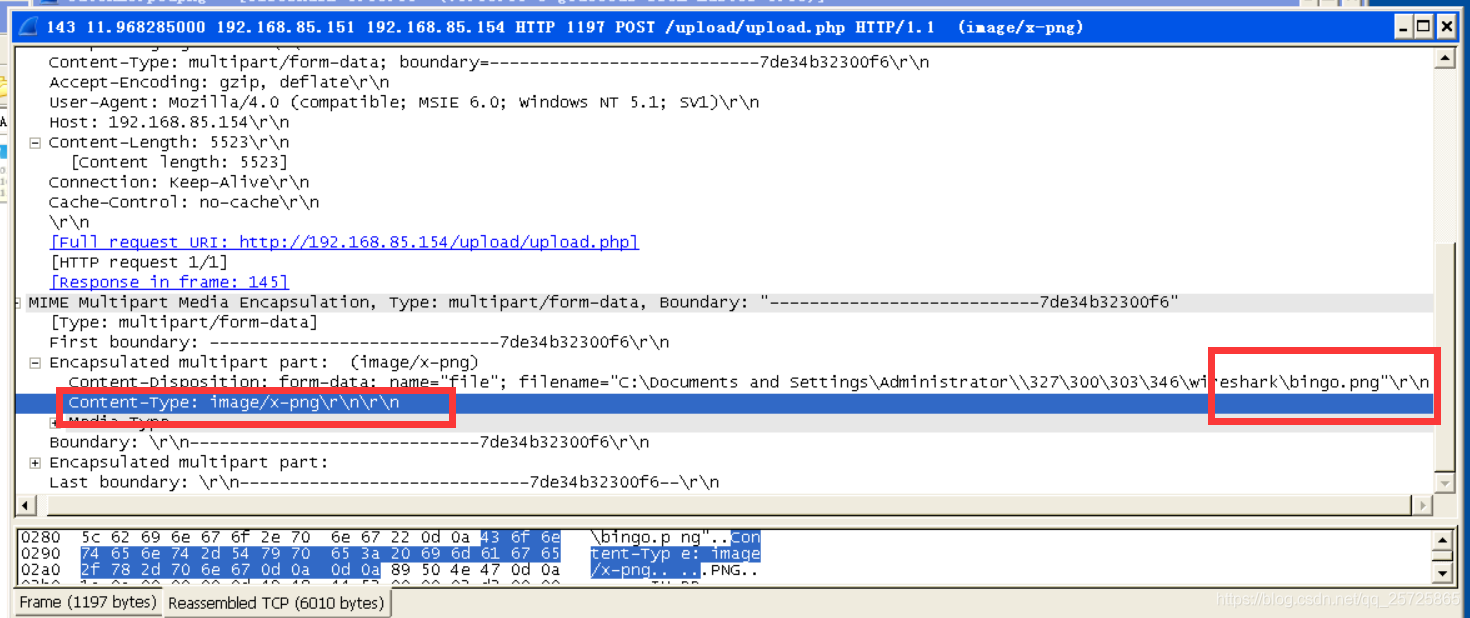 143 11.968285000 192.168.85.151 192.168.85.154 HTTP 1197 POST /upload/upload.php HTTP/1.1 (image/x-png)
Content-Type: multipart/form-data; boundary=---------------------------7de34b32300f6\r\n
Accept-Encoding: gzip, deflate\r\n
User-Agent: Mozilla/4.0 (compatible; MSIE 6.0; Windows NT 5.1; SV1)\r\n
Host: 192.168.85.154\r\n
Content-Length: 5523\r\n
[Content length: 5523]
Connection: Keep-Alive\r\n
Cache-Control: no-cache\r\n
\r\n
[Full request URI: http://192.168.85.154/upload/upload.php]
[HTTP request 1/1]
[Response in frame: 145]
MIME Multipart Media Encapsulation, Type: multipart/form-data, Boundary: "---------------------------7de34b32300f6"
[Type: multipart/form-data]
First boundary: -----------------------------7de34b32300f6\r\n
Encapsulated multipart part: (image/x-png)
Content-Disposition: form-data; name="file"; filename="C:\Documents and Settings\Administrator\\327\300\303\346\wireshark\bingo.png"\r\n
Content-Type: image/x-png\r\n\r\n
Media Type
Boundary: \r\n-----------------------------7de34b32300f6\r\n
Encapsulated multipart part:
Last boundary: \r\n-----------------------------7de34b32300f6--\r\n
0280 5c 62 69 6e 67 6f 2e 70 6e 67 22 0d 0a 43 6f 6e \bingo.p ng"..Con
0290 74 65 6e 74 2d 54 79 70 65 3a 20 69 6d 61 67 65 tent-Typ e: image
02a0 2f 78 2d 70 6e 67 0d 0a 0d 0a 89 50 4e 47 0d 0a /x-png.. ...PNG..
Frame (1197 bytes) Reassembled TCP (6010 bytes)
https://blog.csdn.net/qq_25725865